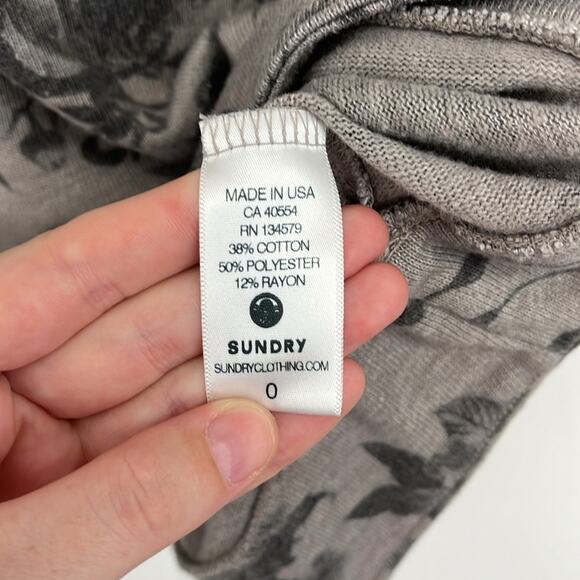 MADE IN USA
CA 40554
RN 134579
38% COTTON
50% POLYESTER
12% RAYON
SUNDRY
SUNDRYCLOTHING.COM
0